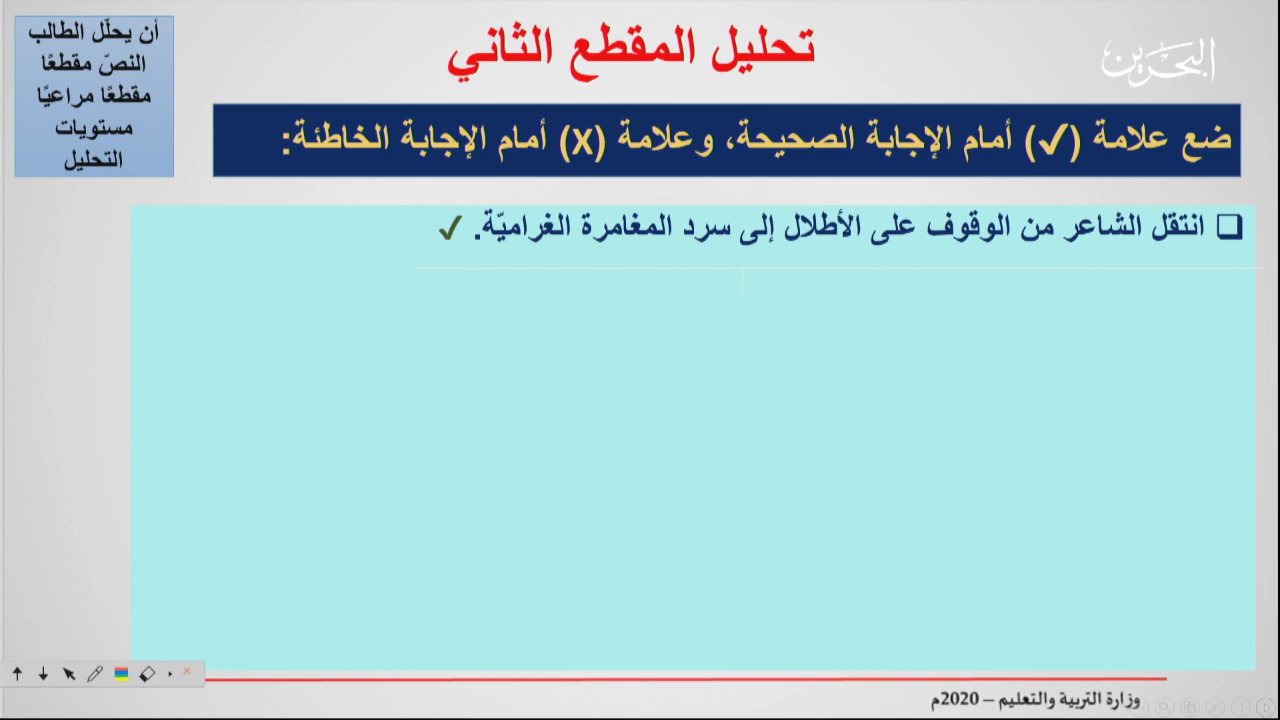 البحرين
تحليل المقطع الثاني
أن يحلّل الطالب
النصّ مقطعًا
مقطعًا مراعيًا
مستويات
التحليل
ضع علامة (✓) أمام الإجابة الصحيحة، وعلامة (X) أمام الإجابة الخاطئة:
❑ انتقل الشاعر من الوقوف على الأطلال إلى سرد المغامرة الغراميّة. ✓
وزارة التربية والتعليم – 2020م